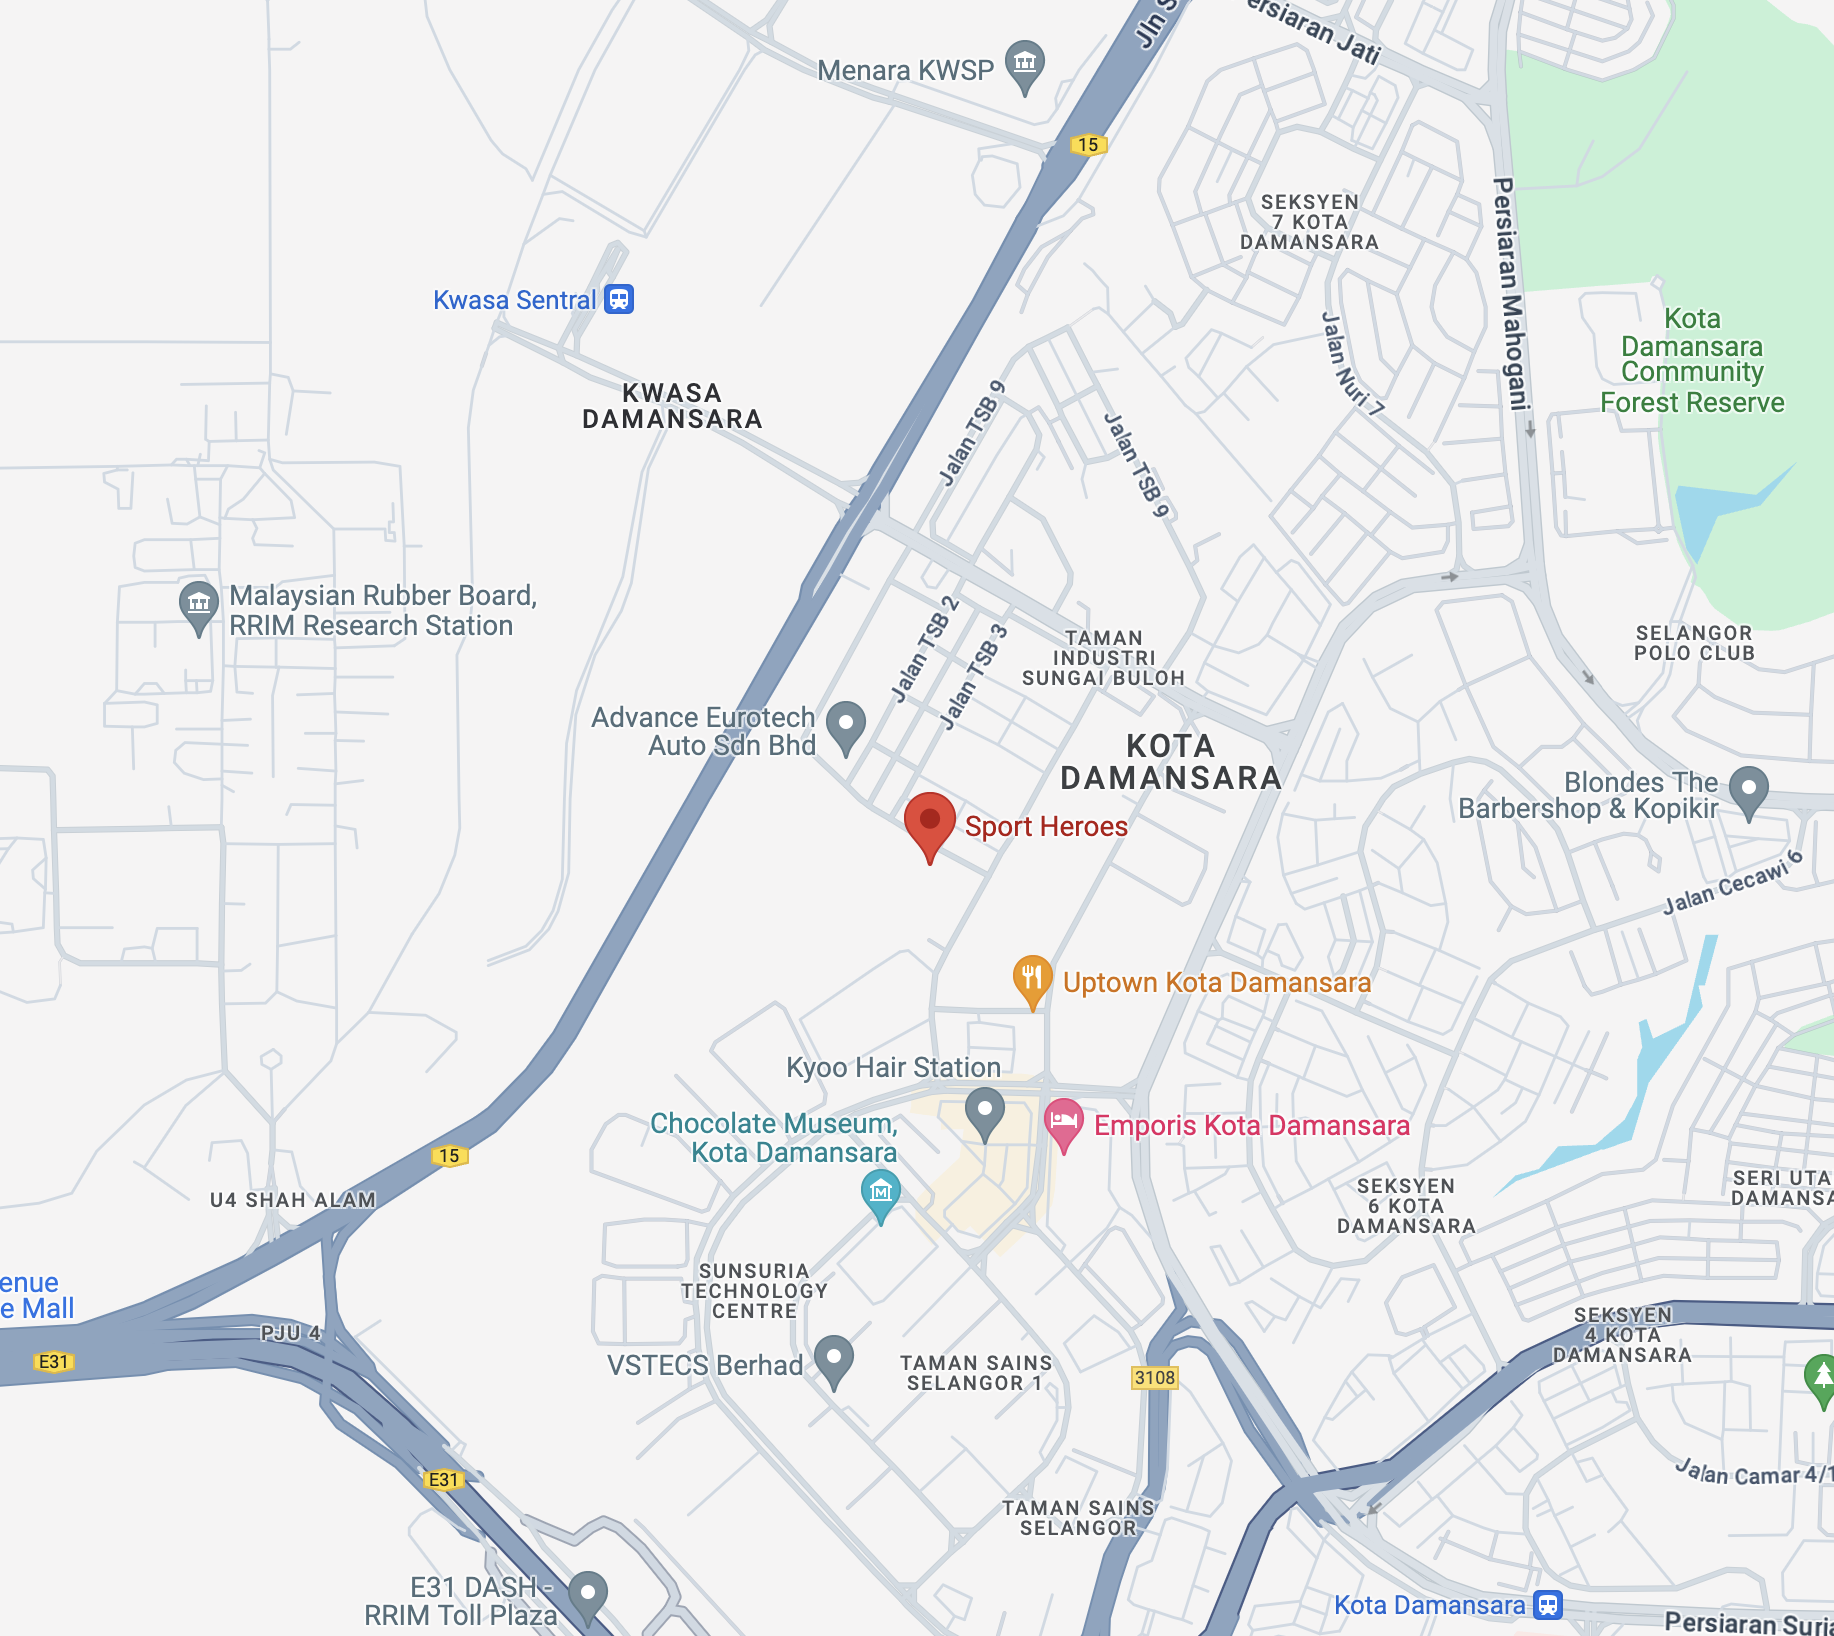 Jln S
ersiaran Jati
Menara KWSP
15
SEKSYEN
7 KOTA
DAMANSARA
Persiaran Mahogani
Kwasa Sentral
Jalan Nuri 7
Kota
Damansara
Community
Forest Reserve
KWASA
DAMANSARA
Jalan TSB 9
Jalan TSB 9
Malaysian Rubber Board,
RRIM Research Station
Jalan TSB 2
Jalan TSB 3
TAMAN
INDUSTRI
SUNGAI BULOH
SELANGOR
POLO CLUB
Advance Eurotech
Auto Sdn Bhd
KOTA
DAMANSARA
Blondes The
Barbershop & Kopikir
Sport Heroes
Jalan Cecawi 6
Uptown Kota Damansara
Kyoo Hair Station
Chocolate Museum,
Kota Damansara
M
Emporis Kota Damansara
15
U4 SHAH ALAM
SEKSYEN
6 KOTA
DAMANSARA
SERI UTA
DAMANSA
enue
e Mall
SUNSURIA
TECHNOLOGY
CENTRE
PJU 4
E31
SEKSYEN
4 KOTA
DAMANSARA
VSTECS Berhad
TAMAN SAINS
SELANGOR 1
3108
Jalan Camar 4/1
E31
TAMAN SAINS
SELANGOR
E31 DASH -
RRIM Toll Plaza
Kota Damansara
Persiaran Suria